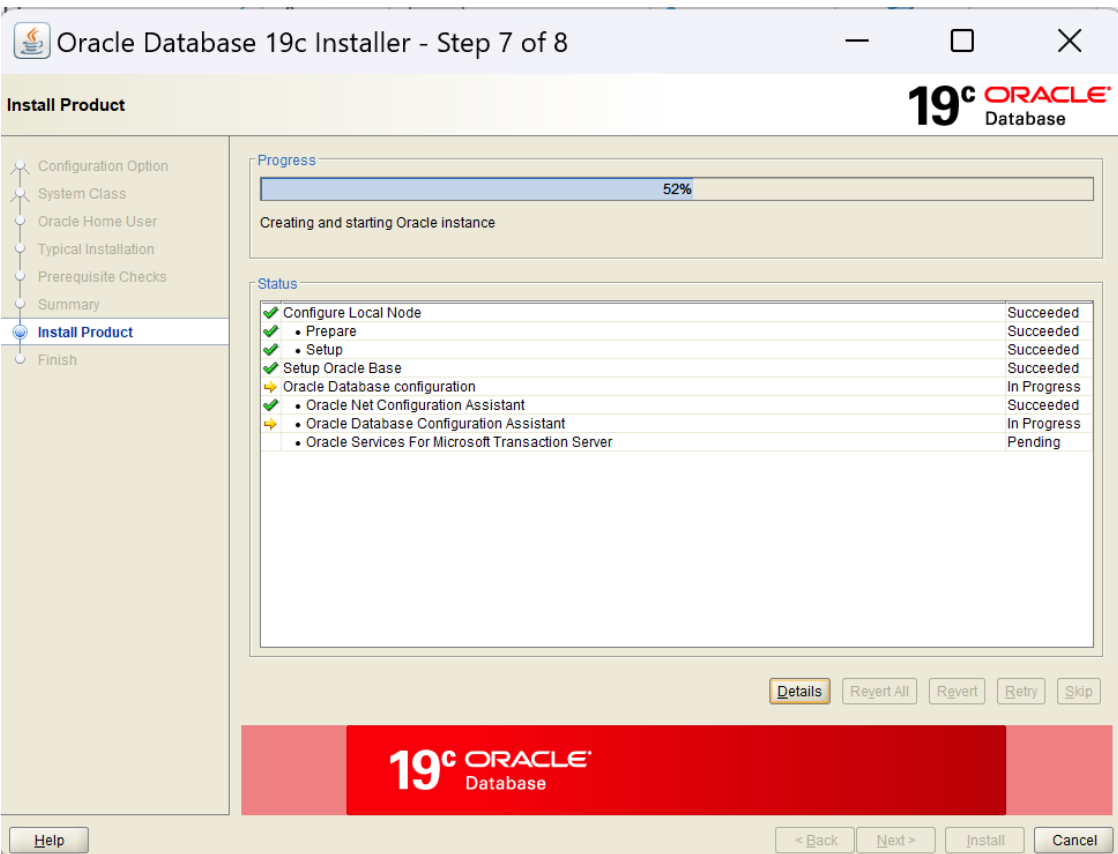 Oracle Database 19c Installer - Step 7 of 8
Install Product
19c ORACLE
Database
Configuration Option
System Class
Oracle Home User
Typical Installation
Prerequisite Checks
Summary
Install Product
Finish
Progress
52%
Creating and starting Oracle instance
Status
Configure Local Node Succeeded
• Prepare Succeeded
• Setup Succeeded
Setup Oracle Base Succeeded
Oracle Database configuration In Progress
• Oracle Net Configuration Assistant Succeeded
• Oracle Database Configuration Assistant In Progress
• Oracle Services For Microsoft Transaction Server Pending
Details Revert All Revert Retry Skip
19c ORACLE
Database
Help < Back Next > Install Cancel